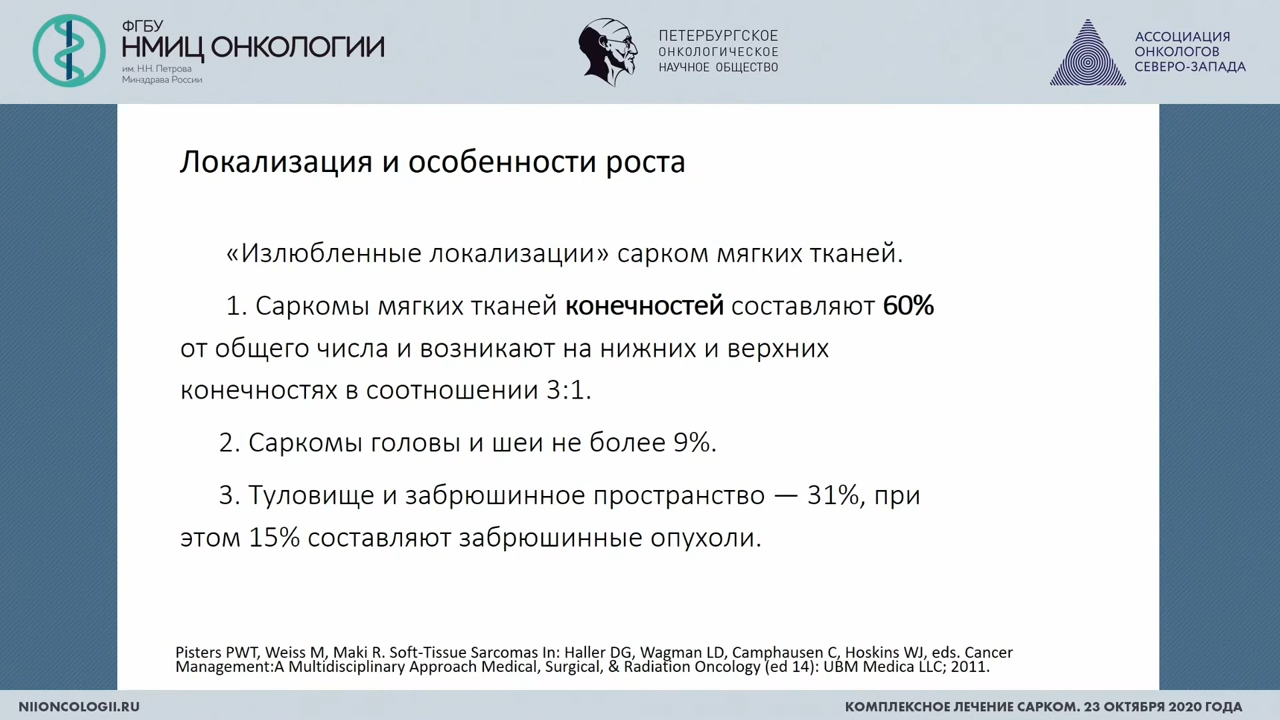 ФГБУ
НМИЦ ОНКОЛОГИИ
им. Н.Н. Петрова
Минздрава России
ПЕТЕРБУРГСКОЕ
ОНКОЛОГИЧЕСКОЕ
НАУЧНОЕ ОБЩЕСТВО
АССОЦИАЦИЯ
ОНКОЛОГОВ
СЕВЕРО-ЗАПАДА
Локализация и особенности роста
«Излюбленные локализации» сарком мягких тканей.
1. Саркомы мягких тканей конечностей составляют 60%
от общего числа и возникают на нижних и верхних
конечностях в соотношении 3:1.
2. Саркомы головы и шеи не более 9%.
3. Туловище и забрюшинное пространство — 31%, при
этом 15% составляют забрюшинные опухоли.
Pisters PWT, Weiss M, Maki R. Soft-Tissue Sarcomas In: Haller DG, Wagman LD, Camphausen C, Hoskins WJ, eds. Cancer
Management:A Multidisciplinary Approach Medical, Surgical, & Radiation Oncology (ed 14): UBM Medica LLC; 2011.
NIIONCOLOGII.RU
КОМПЛЕКСНОЕ ЛЕЧЕНИЕ САРКОМ. 23 ОКТЯБРЯ 2020 ГОДА